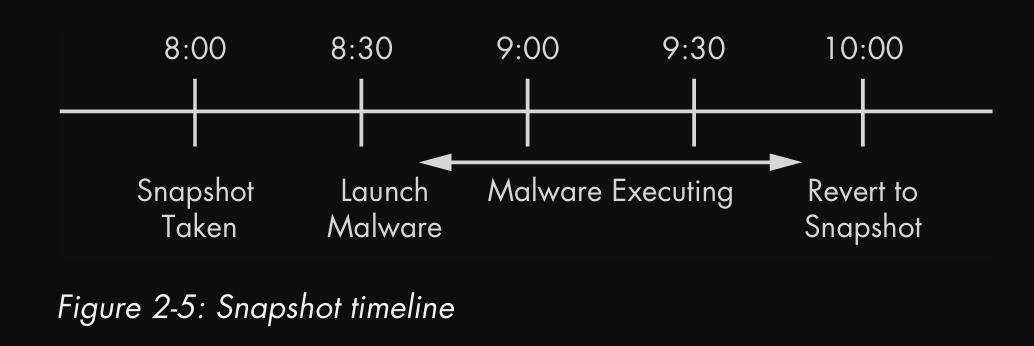 8:00 8:30 9:00 9:30 10:00
Snapshot Launch Malware Executing Revert to
Taken Malware Snapshot
Figure 2-5: Snapshot timeline